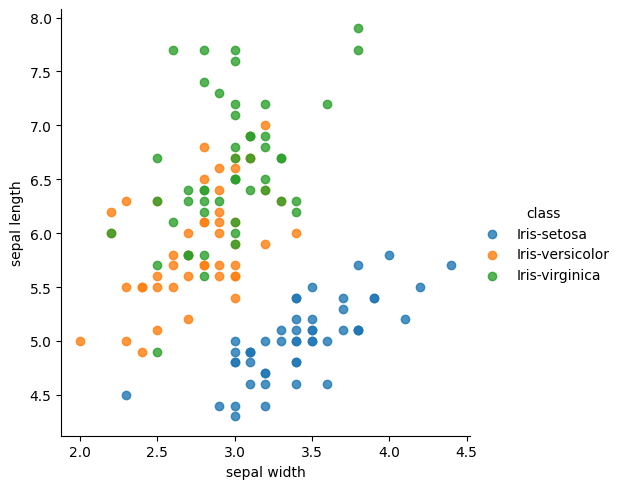 8.0
7.5
7.0
6.5
6.0
5.5
5.0
4.5
sepal length
2.0 2.5 3.0 3.5 4.0 4.5
sepal width
class
Iris-setosa
Iris-versicolor
Iris-virginica